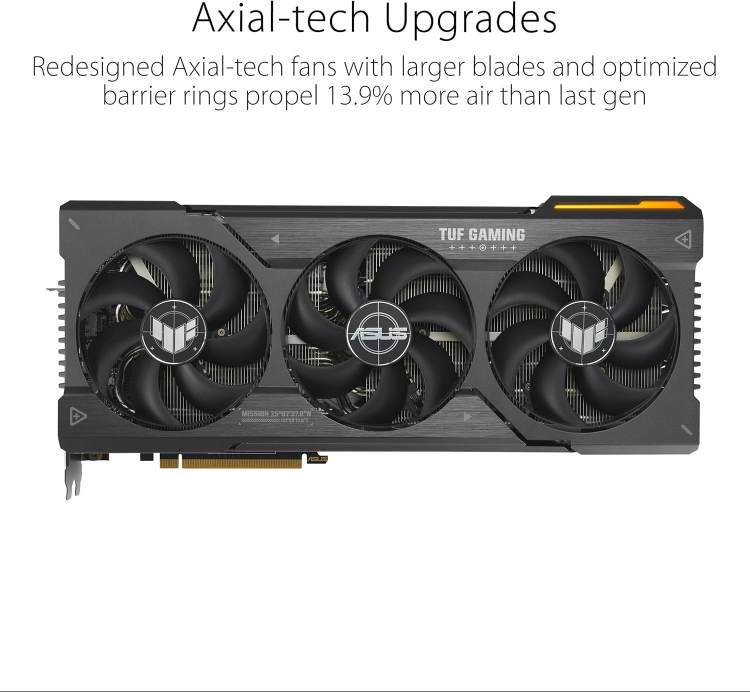 Axial-tech Upgrades
Redesigned Axial-tech fans with larger blades and optimized
barrier rings propel 13.9% more air than last gen
TUF GAMING
ASUS
ASUS